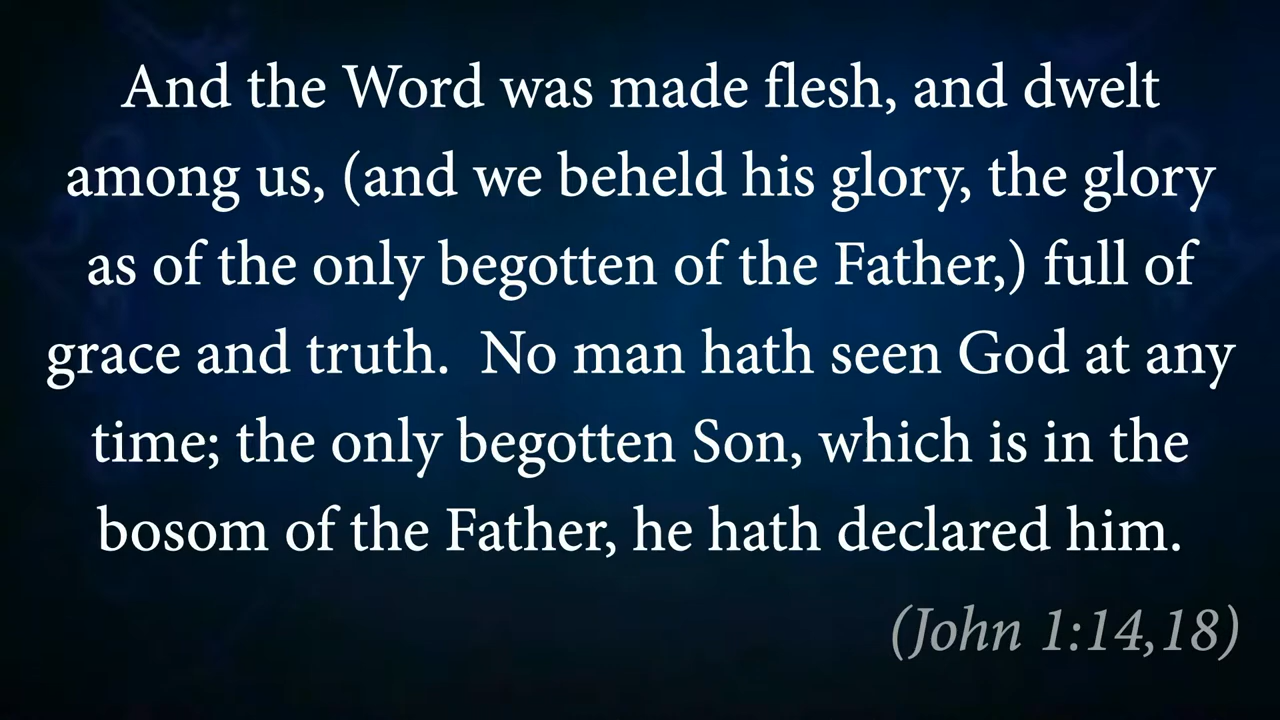 And the Word was made flesh, and dwelt
among us, (and we beheld his glory, the glory
as of the only begotten of the Father,) full of
grace and truth.  No man hath seen God at any
time; the only begotten Son, which is in the
bosom of the Father, he hath declared him.
(John 1:14,18)